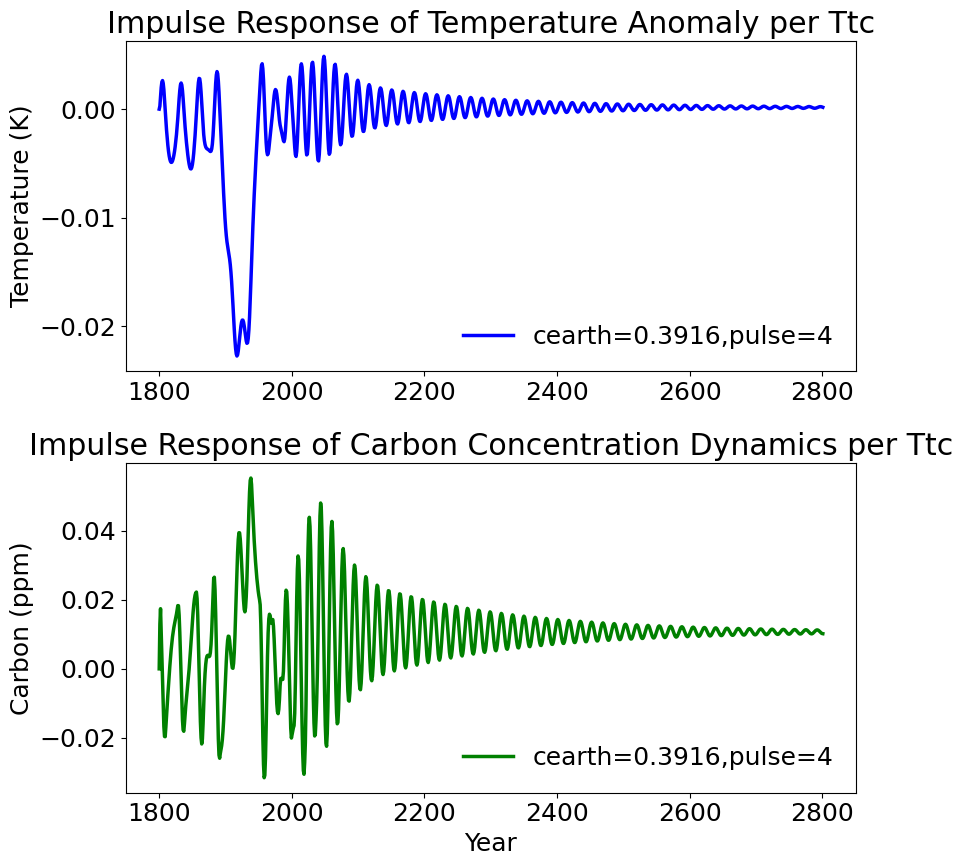 Impulse Response of Temperature Anomaly per Ttc
Temperature (K)
0.00
−0.01
−0.02
cearth=0.3916,pulse=4
1800 2000 2200 2400 2600 2800
Impulse Response of Carbon Concentration Dynamics per Ttc
Carbon (ppm)
0.04
0.02
0.00
−0.02
cearth=0.3916,pulse=4
1800 2000 2200 2400 2600 2800
Year